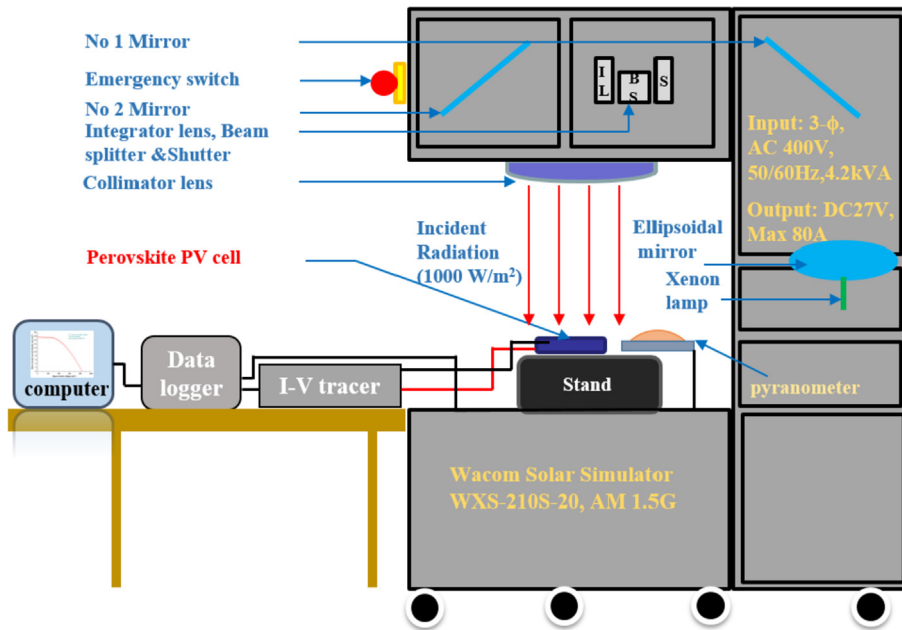 No 1 Mirror
Emergency switch
No 2 Mirror
Integrator lens, Beam
splitter &Shutter
Collimator lens
IL
BS
S
Input: 3-ϕ,
AC 400V,
50/60Hz,4.2kVA
Output: DC27V,
Max 80A
Incident
Radiation
(1000 W/m²)
Ellipsoidal
mirror
Xenon
lamp
Perovskite PV cell
computer
Data
logger
I-V tracer
Stand
pyranometer
Wacom Solar Simulator
WXS-210S-20, AM 1.5G